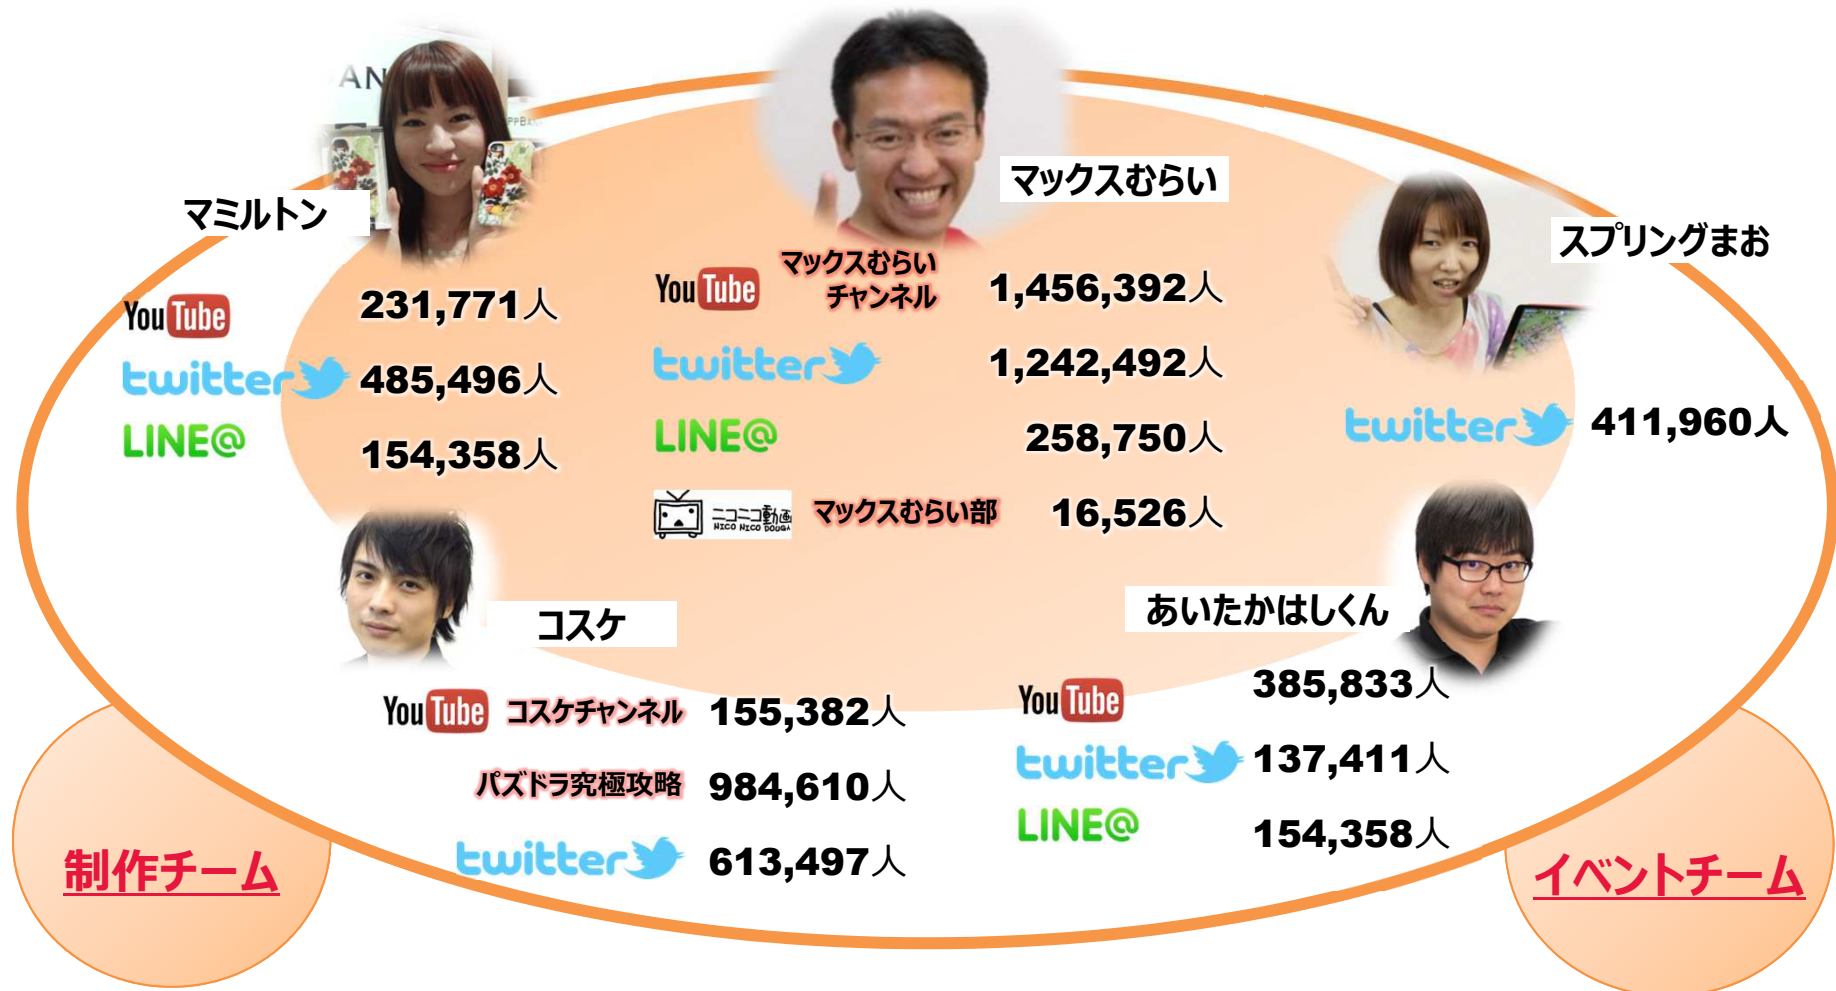 マミルトン
YouTube 231,771人
twitter 485,496人
LINE@ 154,358人
マックスむらい
YouTube マックスむらい
チャンネル 1,456,392人
twitter 1,242,492人
LINE@ 258,750人
ニコニコ動画
NICO NICO DOUGA
マックスむらい部 16,526人
スプリングまお
twitter 411,960人
コスケ
YouTube コスケチャンネル 155,382人
パズドラ究極攻略 984,610人
twitter 613,497人
あいたかはしくん
YouTube 385,833人
twitter 137,411人
LINE@ 154,358人
制作チーム
イベントチーム